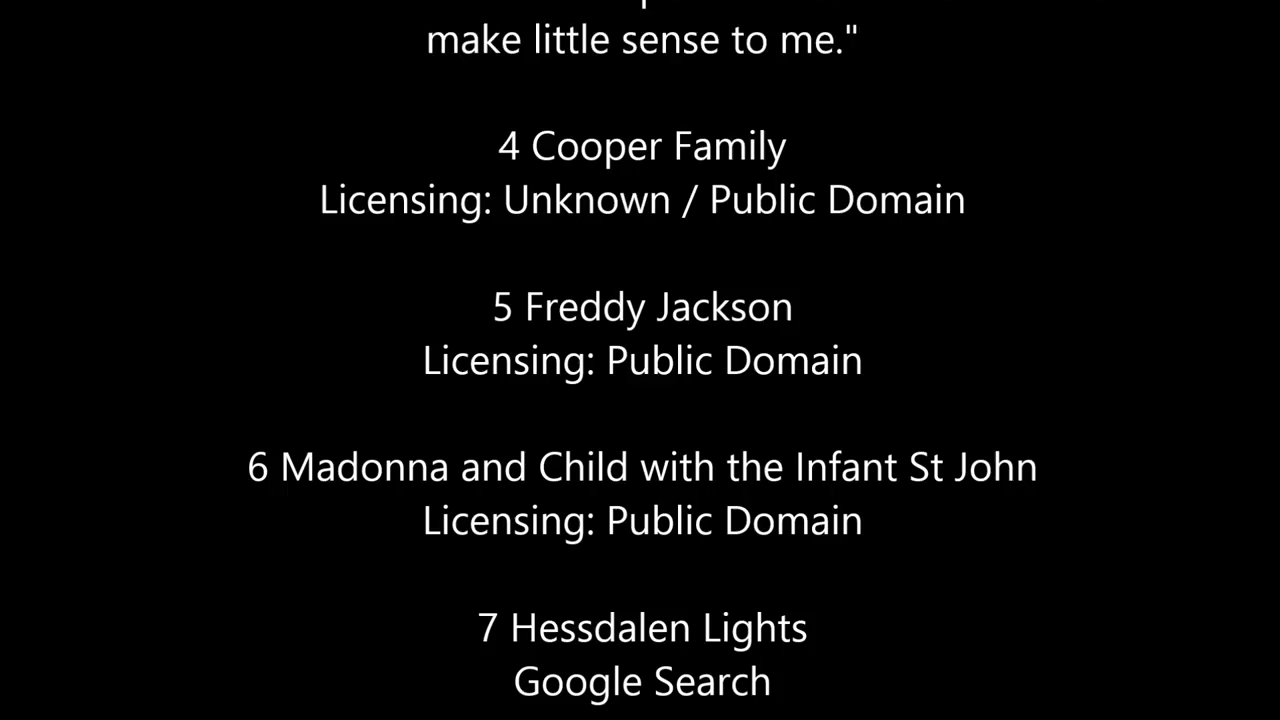 make little sense to me."
4 Cooper Family
Licensing: Unknown / Public Domain
5 Freddy Jackson
Licensing: Public Domain
6 Madonna and Child with the Infant St John
Licensing: Public Domain
7 Hessdalen Lights
Google Search